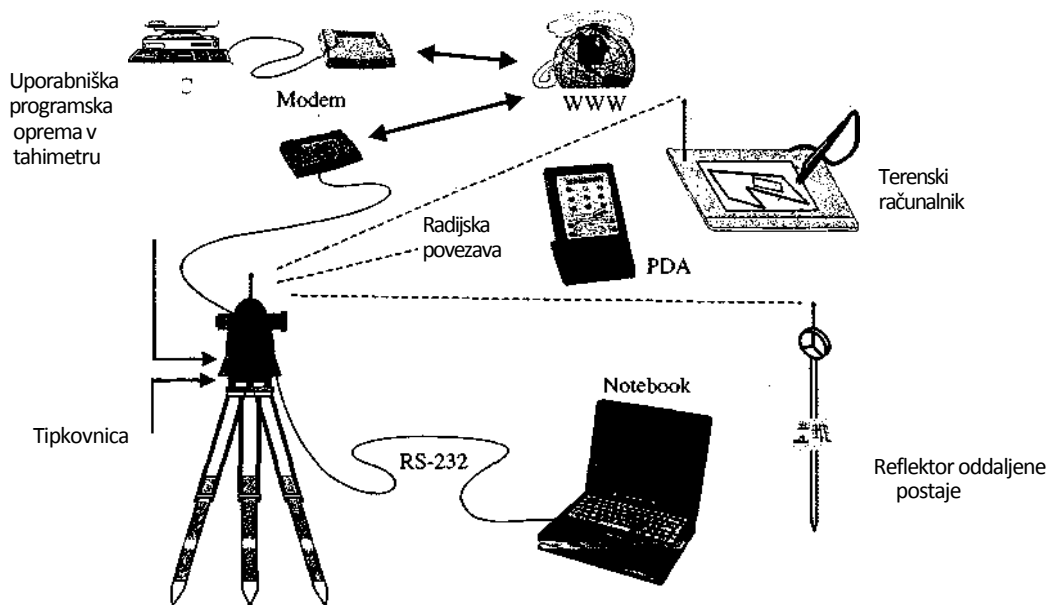 Uporabniška
programska
oprema v
tahimetru
Modem
WWW
Terenski
računalnik
Radijska
povezava
PDA
Notebook
Tipkovnica
RS-232
Reflektor oddaljene
postaje